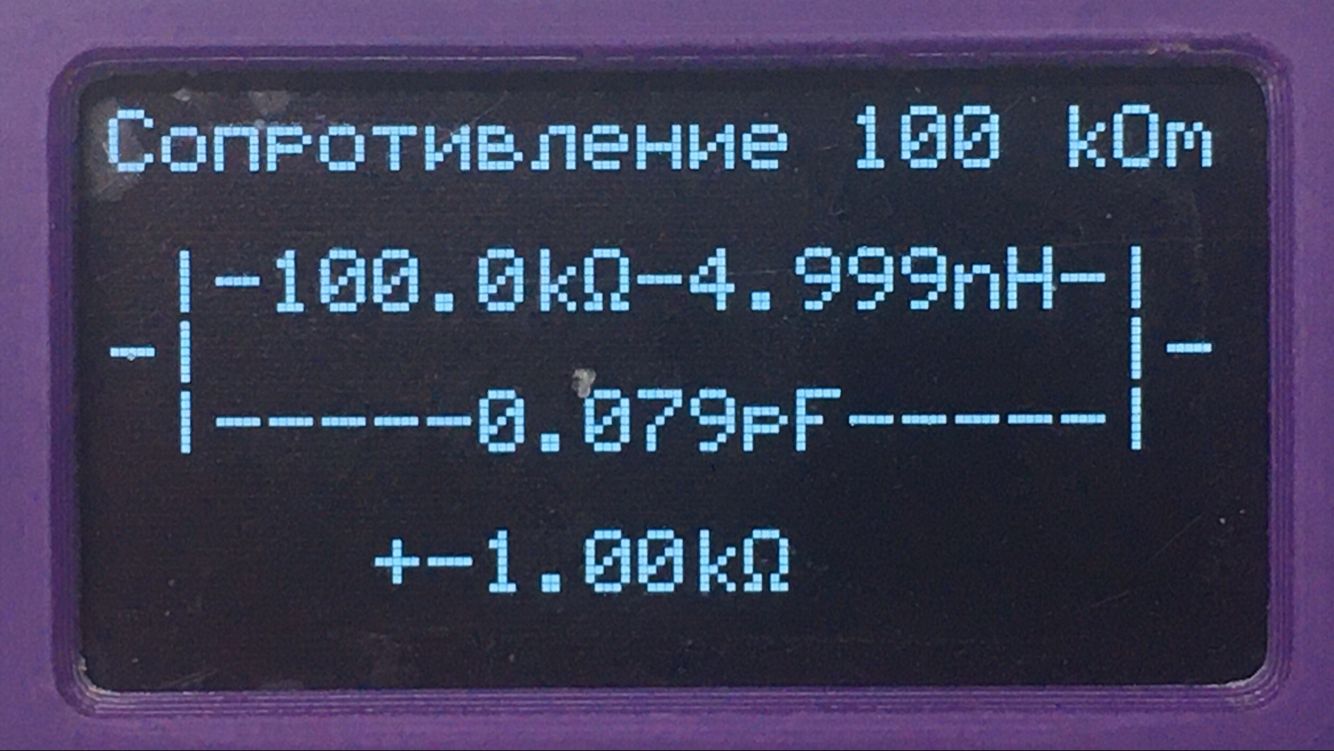 Сопротивление 100 kOm
|-100.0kΩ-4.999nH-|
-|                 |-
|-----0.079pF-----|
+-1.00kΩ